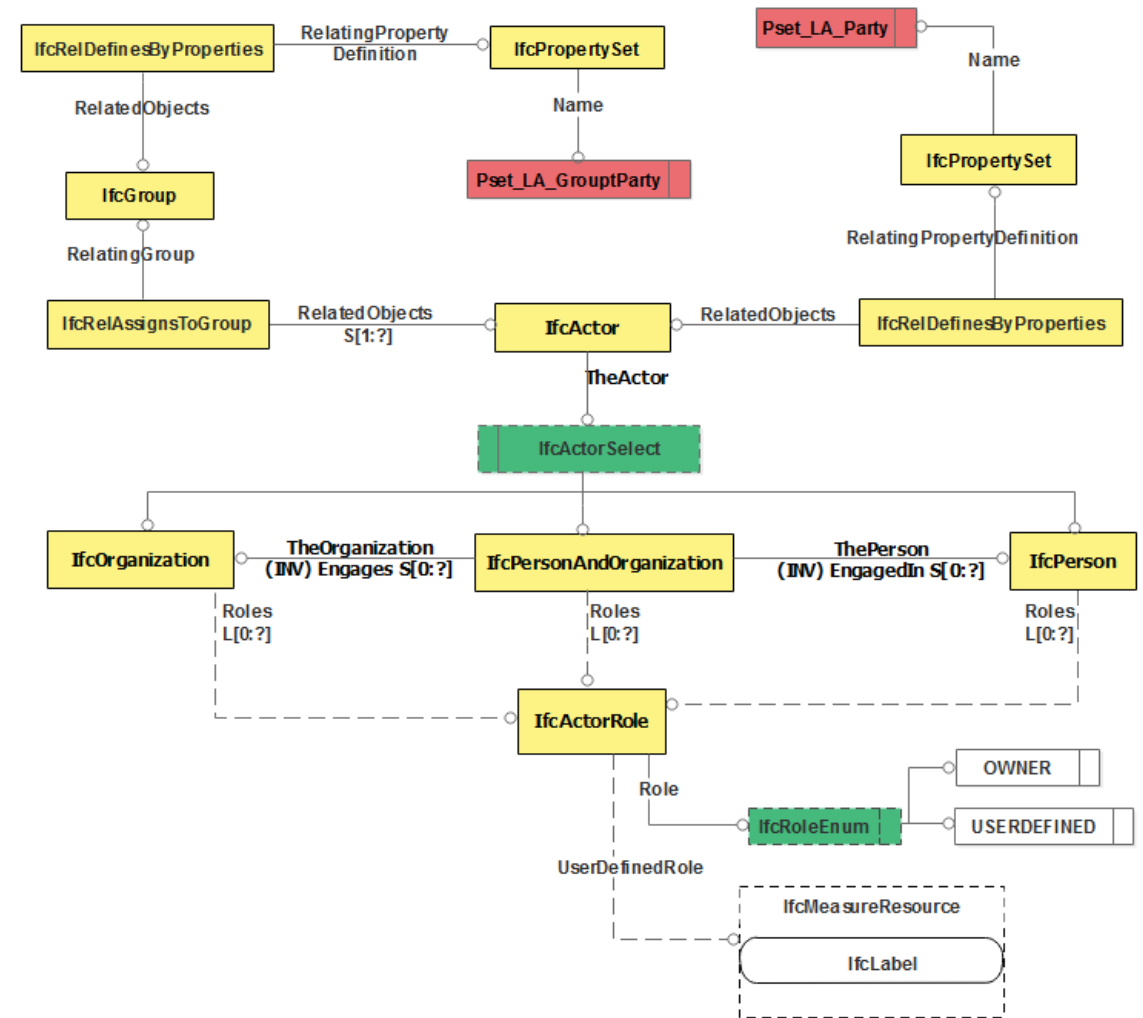 IfcRelDefinesByProperties
RelatingProperty
Definition
IfcPropertySet
Pset_LA_Party
Name
RelatedObjects
Name
IfcPropertySet
Pset_LA_GrouptParty
IfcGroup
RelatingPropertyDefinition
RelatingGroup
IfcRelAssignsToGroup
RelatedObjects
S[1:?]
IfcActor
RelatedObjects
IfcRelDefinesByProperties
TheActor
IfcActorSelect
IfcOrganization
TheOrganization
(INV) Engages S[0:?]
IfcPersonAndOrganization
ThePerson
(INV) EngagedIn S[0:?]
IfcPerson
Roles
L[0:?]
Roles
L[0:?]
Roles
L[0:?]
IfcActorRole
Role
OWNER
IfcRoleEnum
USERDEFINED
UserDefinedRole
IfcMeasureResource
IfcLabel